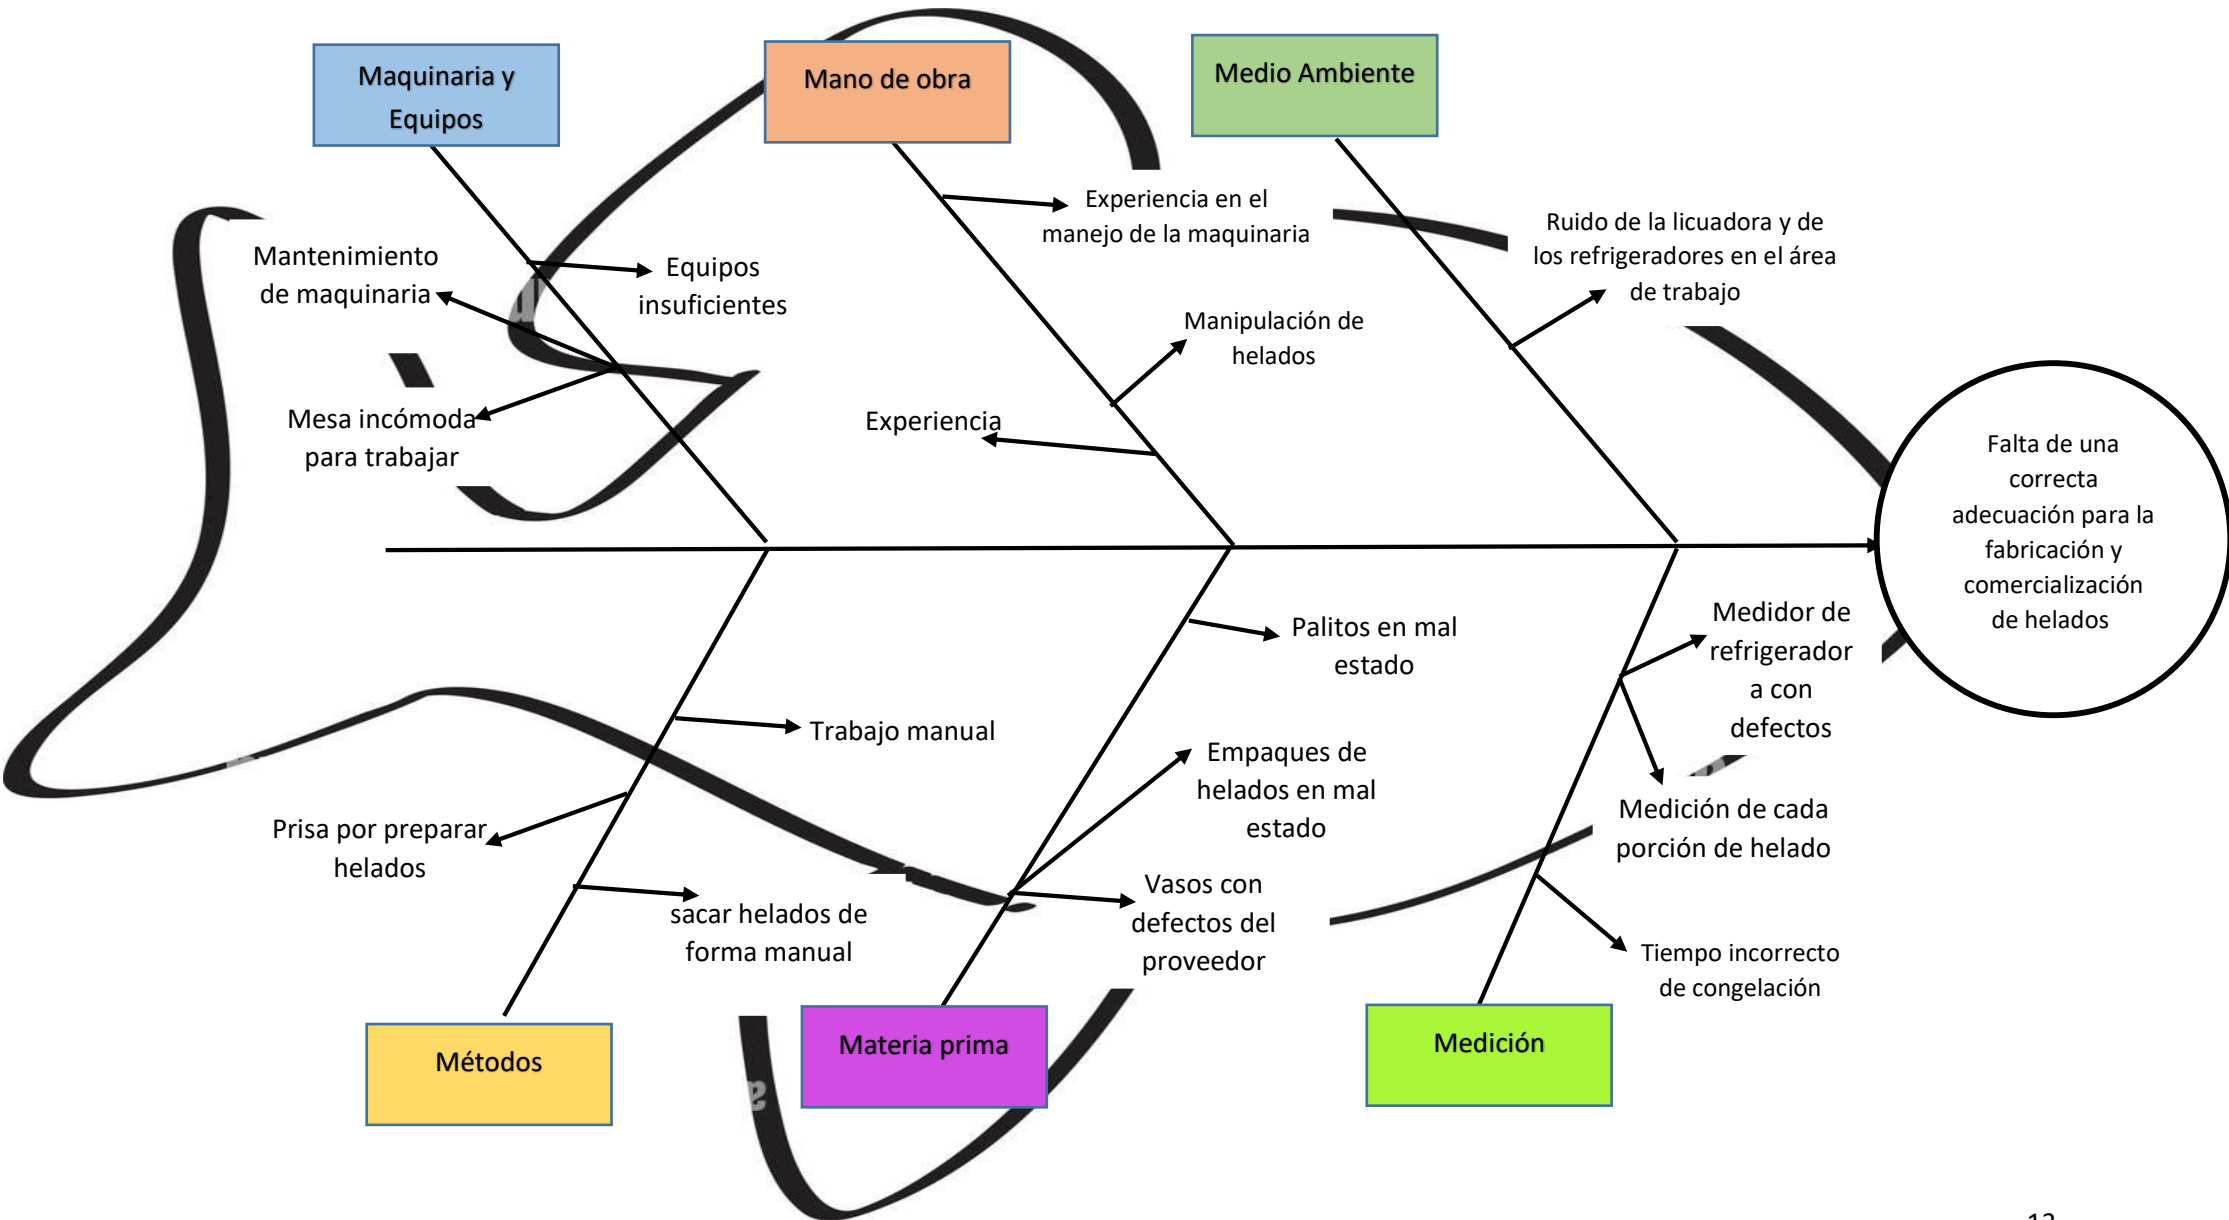 Maquinaria y
Equipos
Mano de obra
Medio Ambiente
Experiencia en el
manejo de la maquinaria
Ruido de la licuadora y de
los refrigeradores en el área
de trabajo
Mantenimiento
de maquinaria
Equipos
insuficientes
Manipulación de
helados
Mesa incómoda
para trabajar
Experiencia
Falta de una
correcta
adecuación para la
fabricación y
comercialización
de helados
Palitos en mal
estado
Medidor de
refrigerador
a con
defectos
Trabajo manual
Empaques de
helados en mal
estado
Medición de cada
porción de helado
Prisa por preparar
helados
sacar helados de
forma manual
Vasos con
defectos del
proveedor
Tiempo incorrecto
de congelación
Métodos
Materia prima
Medición